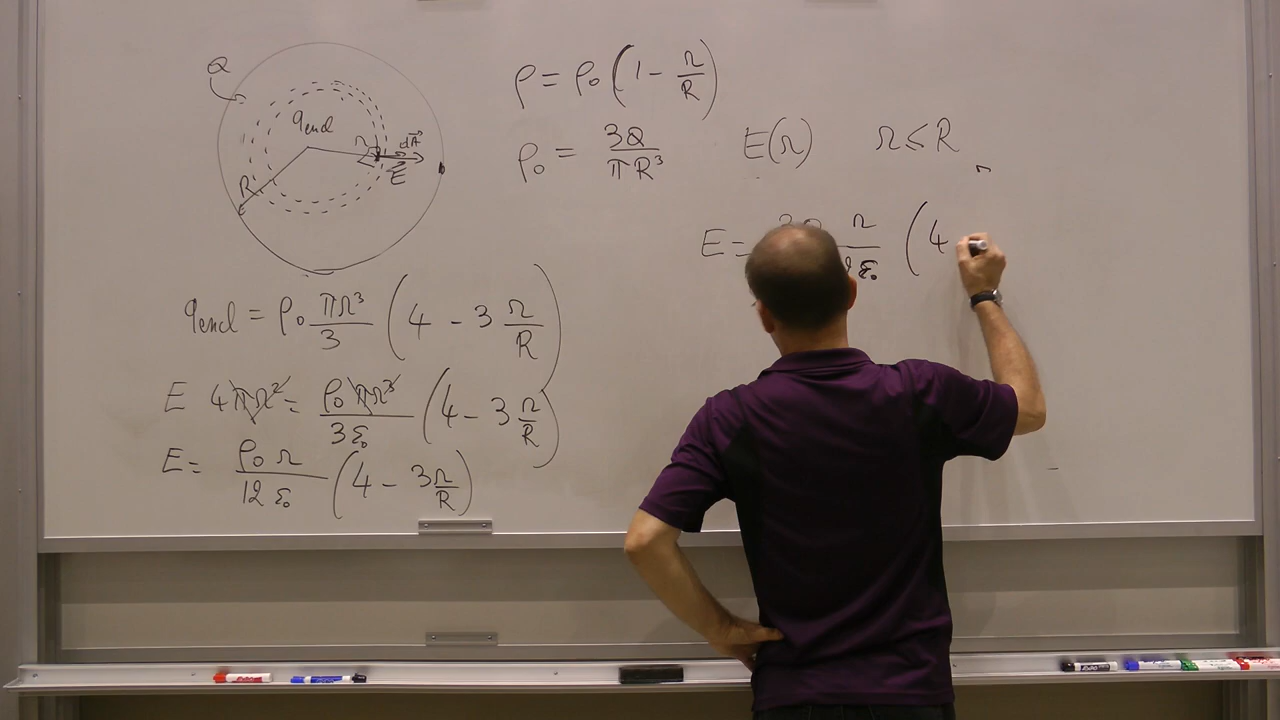 Q
q_encl
r
dA⃗
E⃗
R
ρ = ρ₀ (1 − r/R)
ρ₀ = 3Q/πR³
E(r) r ≤ R
E = r (4
q_encl = ρ₀ πr³/3 (4 − 3 r/R)
E 4πr² = ρ₀ πr³/3ε₀ (4 − 3 r/R)
E = ρ₀ r/12 ε₀ (4 − 3r/R)